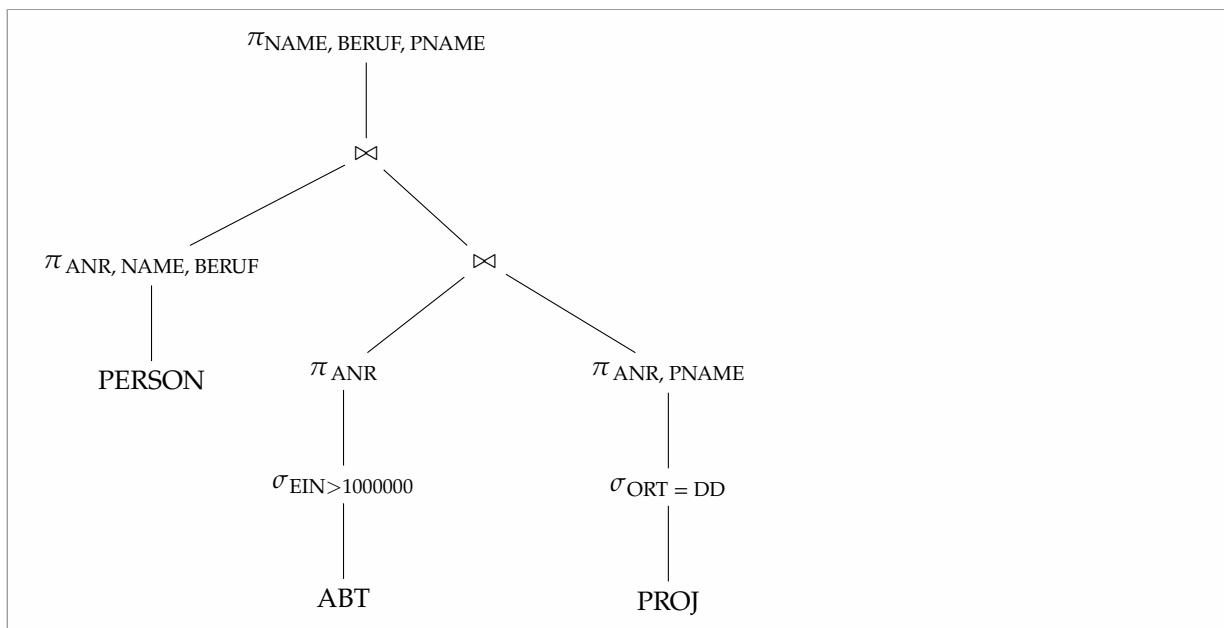 π NAME, BERUF, PNAME
⋈
π ANR, NAME, BERUF
⋈
PERSON
π ANR
π ANR, PNAME
σ EIN>1000000
σ ORT = DD
ABT
PROJ